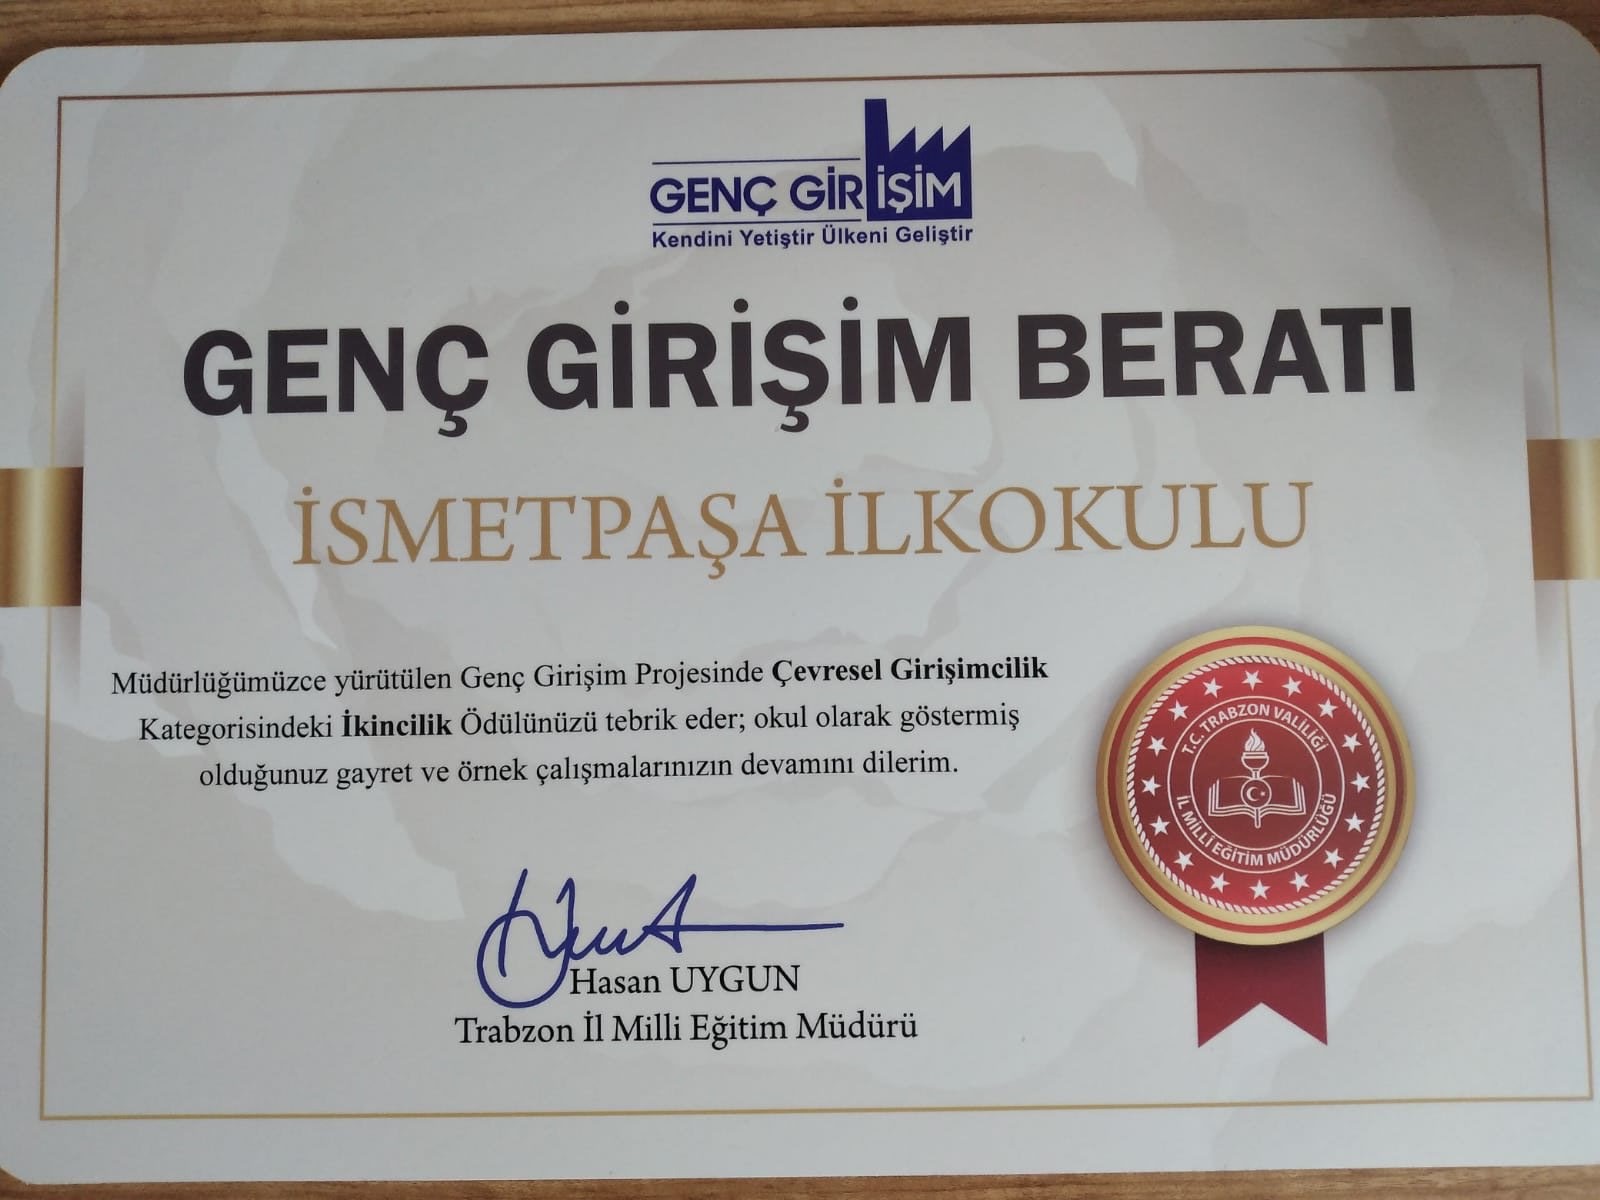 GENÇ GİRİŞİM
Kendini Yetiştir Ülkeni Geliştir
GENÇ GİRİŞİM BERATI
İSMETPAŞA İLKOKULU
Müdürlüğümüzce yürütülen Genç Girişim Projesinde Çevresel Girişimcilik
Kategorisindeki İkincilik Ödülünüzü tebrik eder; okul olarak göstermiş
olduğunuz gayret ve örnek çalışmalarınızın devamını dilerim.
T.C. TRABZON VALİLİĞİ
İL MİLLİ EĞİTİM MÜDÜRLÜĞÜ
Hasan UYGUN
Trabzon İl Milli Eğitim Müdürü